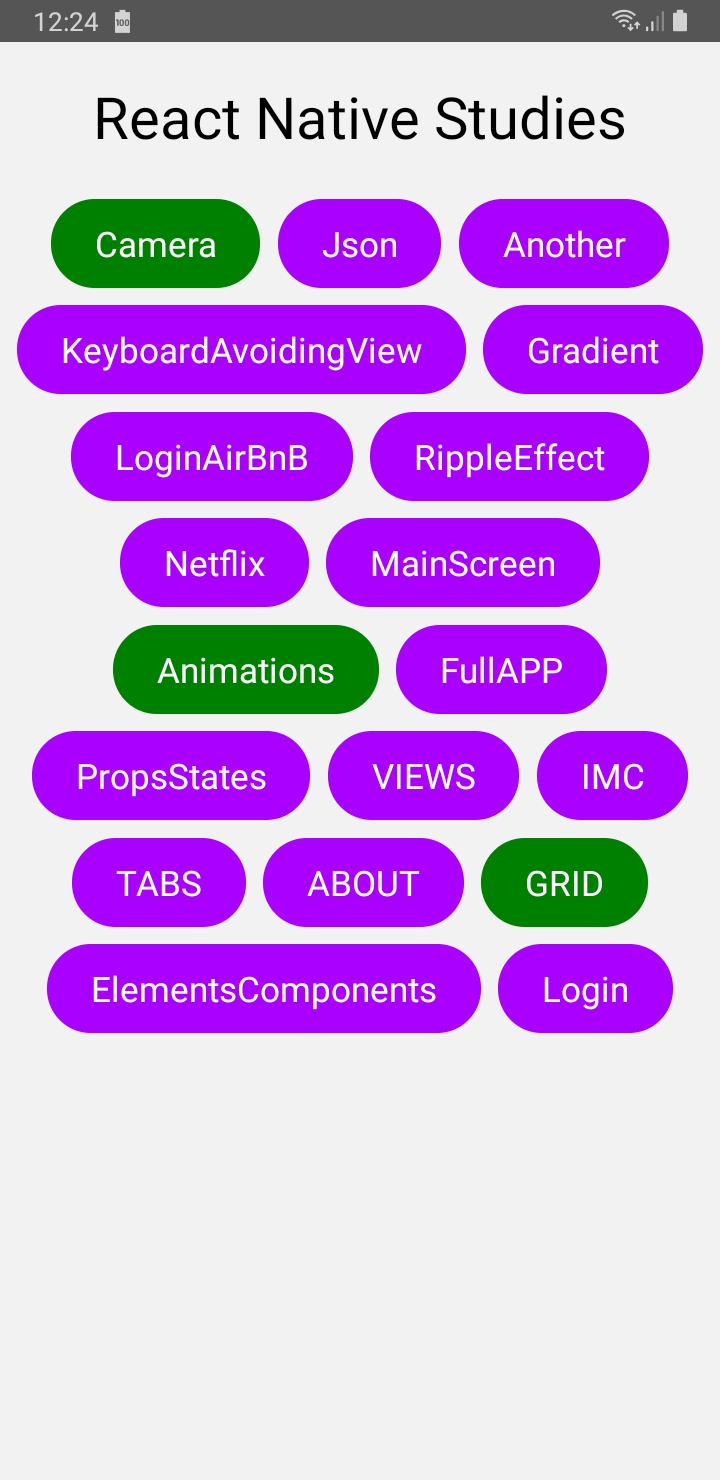 12:24 100
React Native Studies
Camera Json Another
KeyboardAvoidingView Gradient
LoginAirBnB RippleEffect
Netflix MainScreen
Animations FullAPP
PropsStates VIEWS IMC
TABS ABOUT GRID
ElementsComponents Login